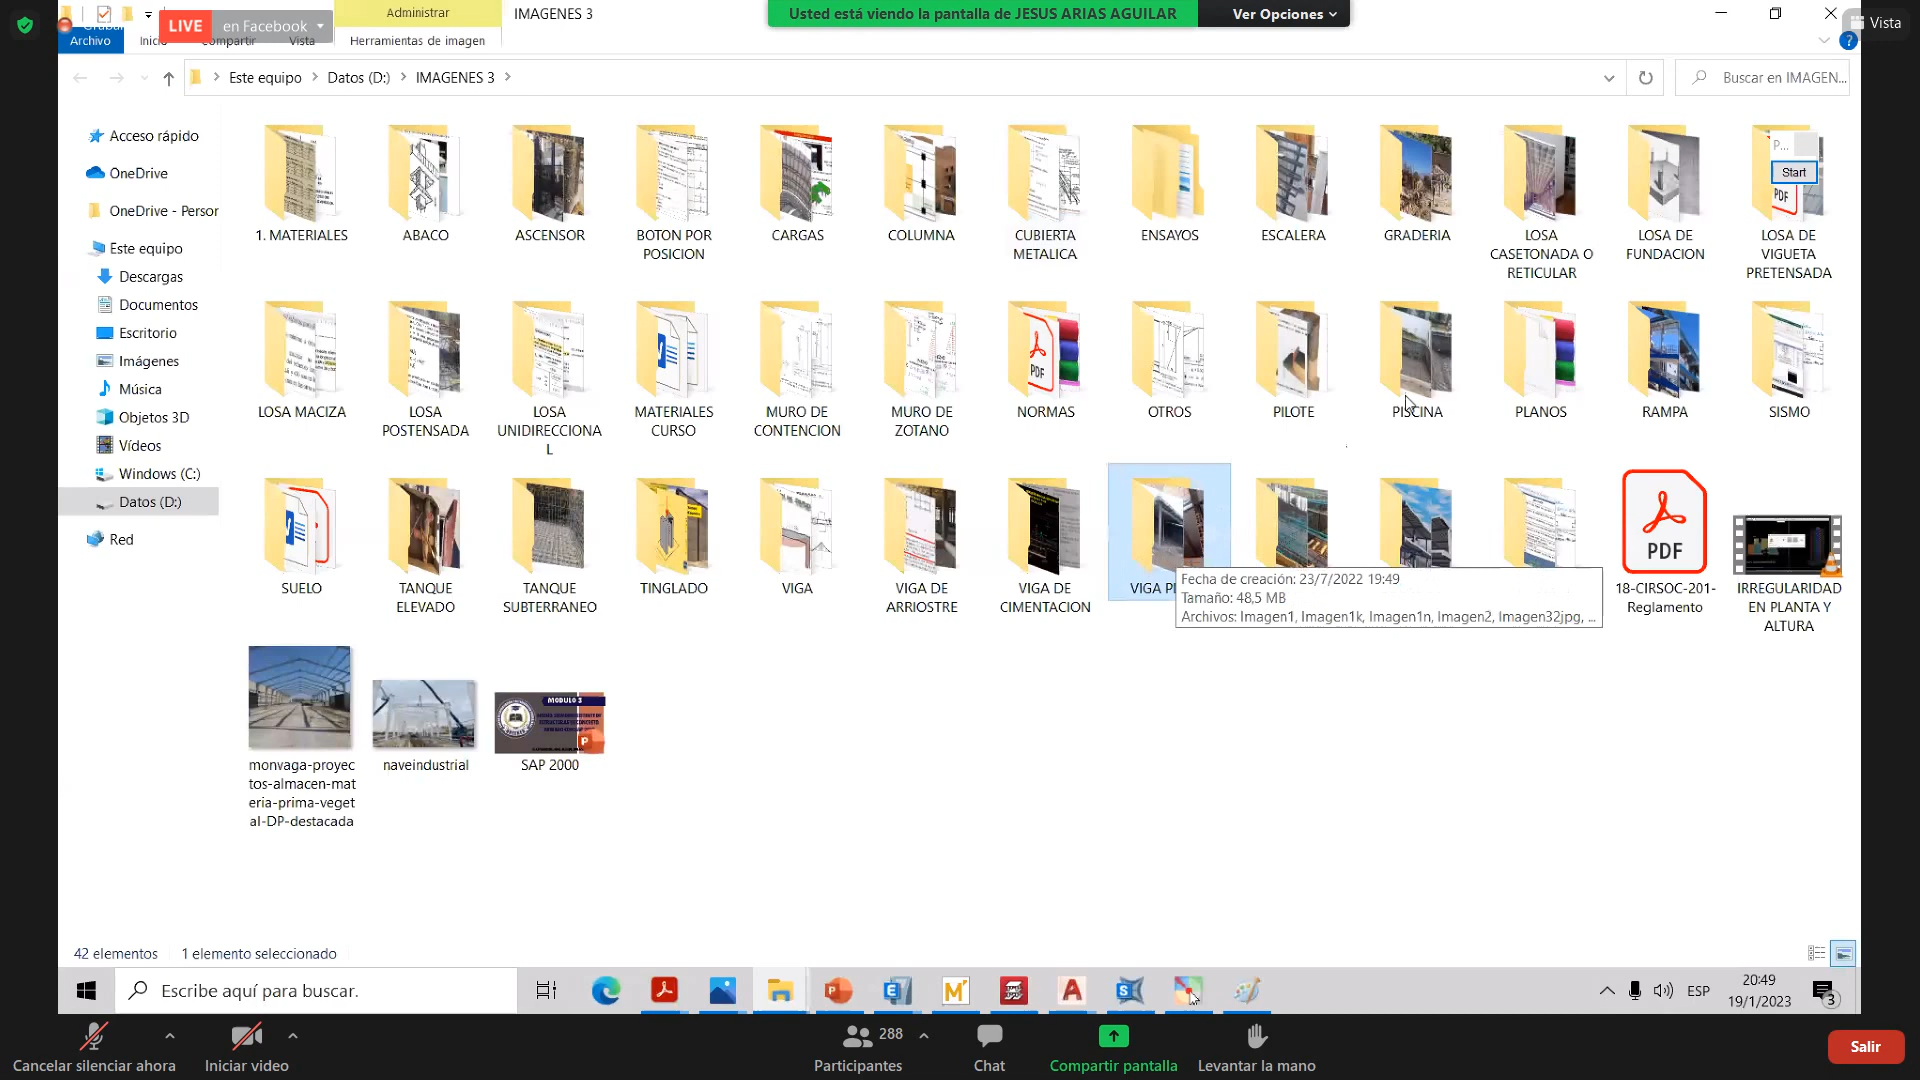 LIVE en Facebook
Administrar
IMAGENES 3
Usted está viendo la pantalla de JESUS ARIAS AGUILAR
Ver Opciones
Vista
Archivo
Vista
Herramientas de imagen
Este equipo
Datos (D:)
IMAGENES 3
Buscar en IMAGEN...
Acceso rápido
OneDrive
OneDrive - Person
Este equipo
Descargas
Documentos
Escritorio
Imágenes
Música
Objetos 3D
Vídeos
Windows (C:)
Datos (D:)
Red
P...
Start
PDF
1. MATERIALES
ABACO
ASCENSOR
BOTON POR
POSICION
CARGAS
COLUMNA
CUBIERTA
METALICA
ENSAYOS
ESCALERA
GRADERIA
LOSA
CASETONADA O
RETICULAR
LOSA DE
FUNDACION
LOSA DE
VIGUETA
PRETENSADA
LOSA MACIZA
LOSA
POSTENSADA
LOSA
UNIDIRECCIONA
L
MATERIALES
CURSO
MURO DE
CONTENCION
MURO DE
ZOTANO
PDF
NORMAS
OTROS
PILOTE
PISCINA
PLANOS
RAMPA
SISMO
SUELO
TANQUE
ELEVADO
TANQUE
SUBTERRANEO
TINGLADO
VIGA
VIGA DE
ARRIOSTRE
VIGA DE
CIMENTACION
VIGA P
Fecha de creación: 23/7/2022 19:49
Tamaño: 48,5 MB
Archivos: Imagen1, Imagen1k, Imagen1n, Imagen2, Imagen32jpg, ...
PDF
18-CIRSOC-201-
Reglamento
IRREGULARIDAD
EN PLANTA Y
ALTURA
monvaga-proyec
tos-almacen-mat
eria-prima-veget
al-DP-destacada
naveindustrial
MODULO 3
SAP 2000
42 elementos
1 elemento seleccionado
Escribe aquí para buscar.
ESP
20:49
19/1/2023
3
Cancelar silenciar ahora
Iniciar video
288
Participantes
Chat
Compartir pantalla
Levantar la mano
Salir